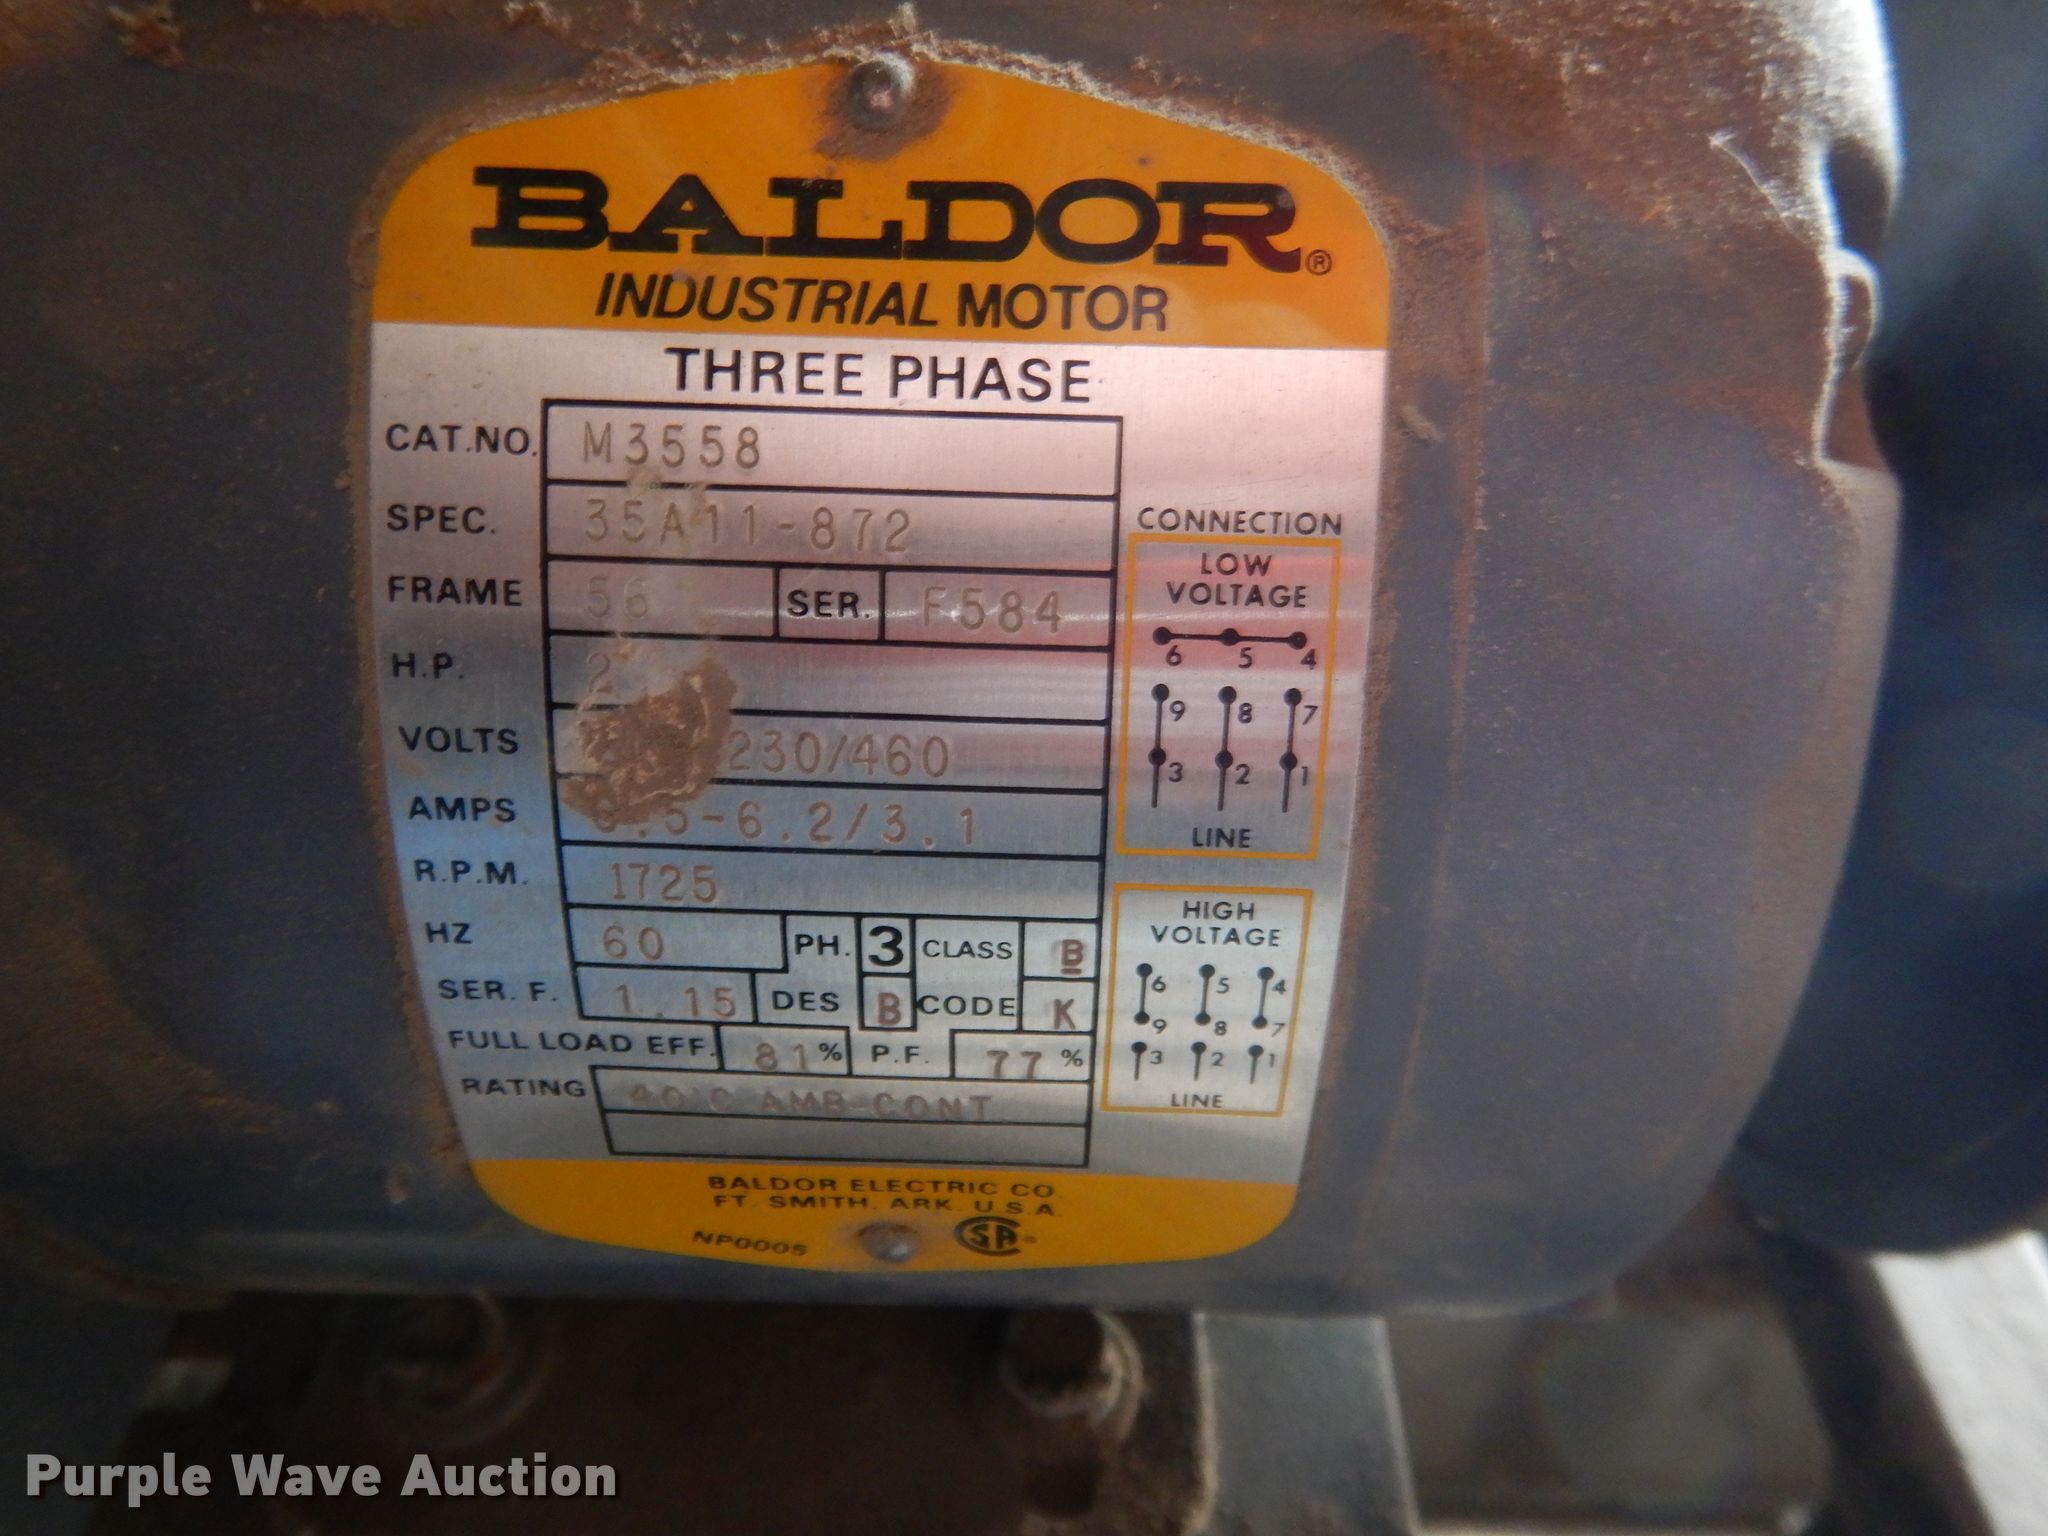 BALDOR®
INDUSTRIAL MOTOR
THREE PHASE
CAT.NO. M3558
SPEC. 35A11-872
FRAME 56 SER. F584
H.P. 2
VOLTS 230/460
AMPS .5-6.2/3.1
R.P.M. 1725
HZ 60 PH. 3 CLASS B
SER. F. 1.15 DES B CODE K
FULL LOAD EFF. 81% P.F. 77%
RATING 40°C AMB-CONT
CONNECTION
LOW
VOLTAGE
6 5 4
9 8 7
3 2 1
LINE
HIGH
VOLTAGE
6 5 4
9 8 7
3 2 1
LINE
BALDOR ELECTRIC CO.
FT. SMITH, ARK. U.S.A.
NP0005 SA®
Purple Wave Auction